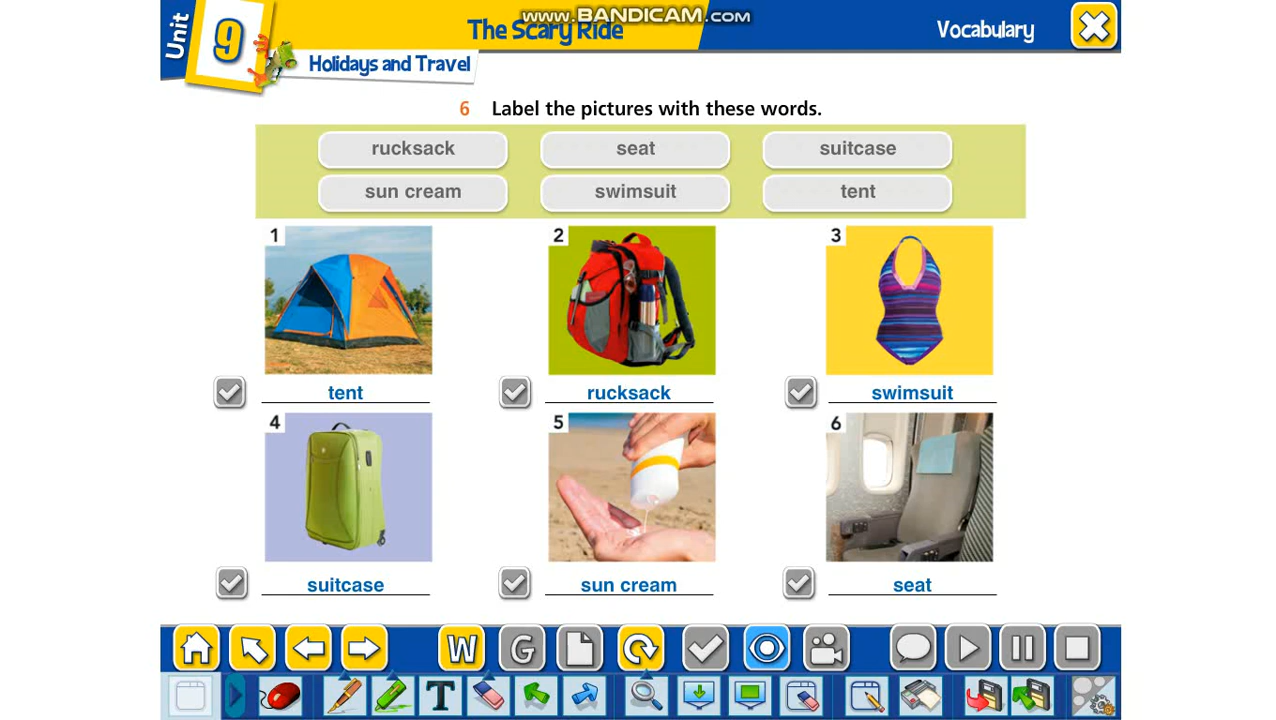 www.BANDICAM.com
Unit 9
The Scary Ride
Vocabulary
Holidays and Travel
6 Label the pictures with these words.
rucksack seat suitcase
sun cream swimsuit tent
1 2 3
tent rucksack swimsuit
4 5 6
suitcase sun cream seat
W G
T